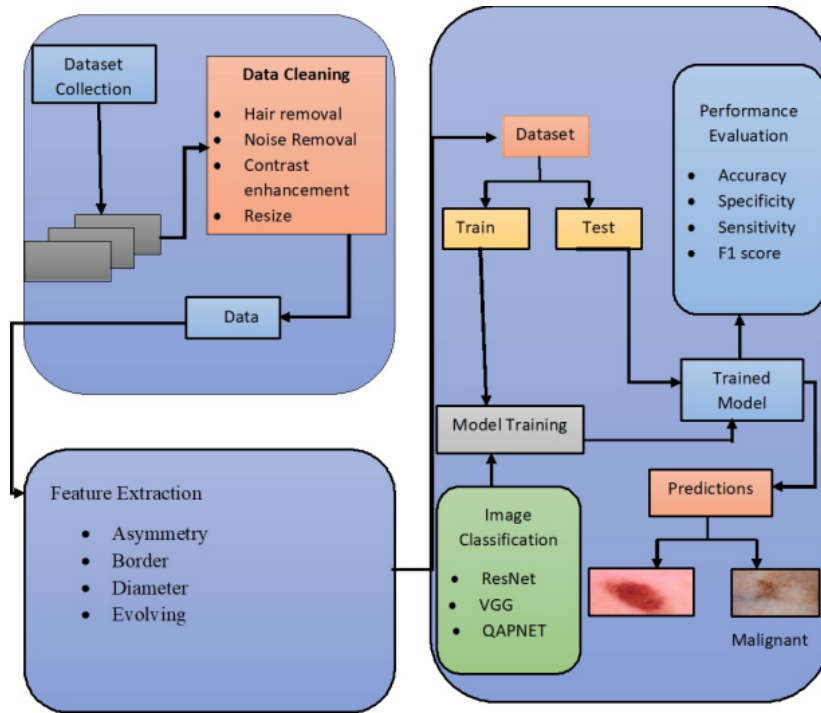 Dataset
Collection
Data Cleaning
• Hair removal
• Noise Removal
• Contrast
enhancement
• Resize
Data
Feature Extraction
• Asymmetry
• Border
• Diameter
• Evolving
Dataset
Train
Test
Model Training
Image
Classification
• ResNet
• VGG
• QAPNET
Performance
Evaluation
• Accuracy
• Specificity
• Sensitivity
• F1 score
Trained
Model
Predictions
Malignant